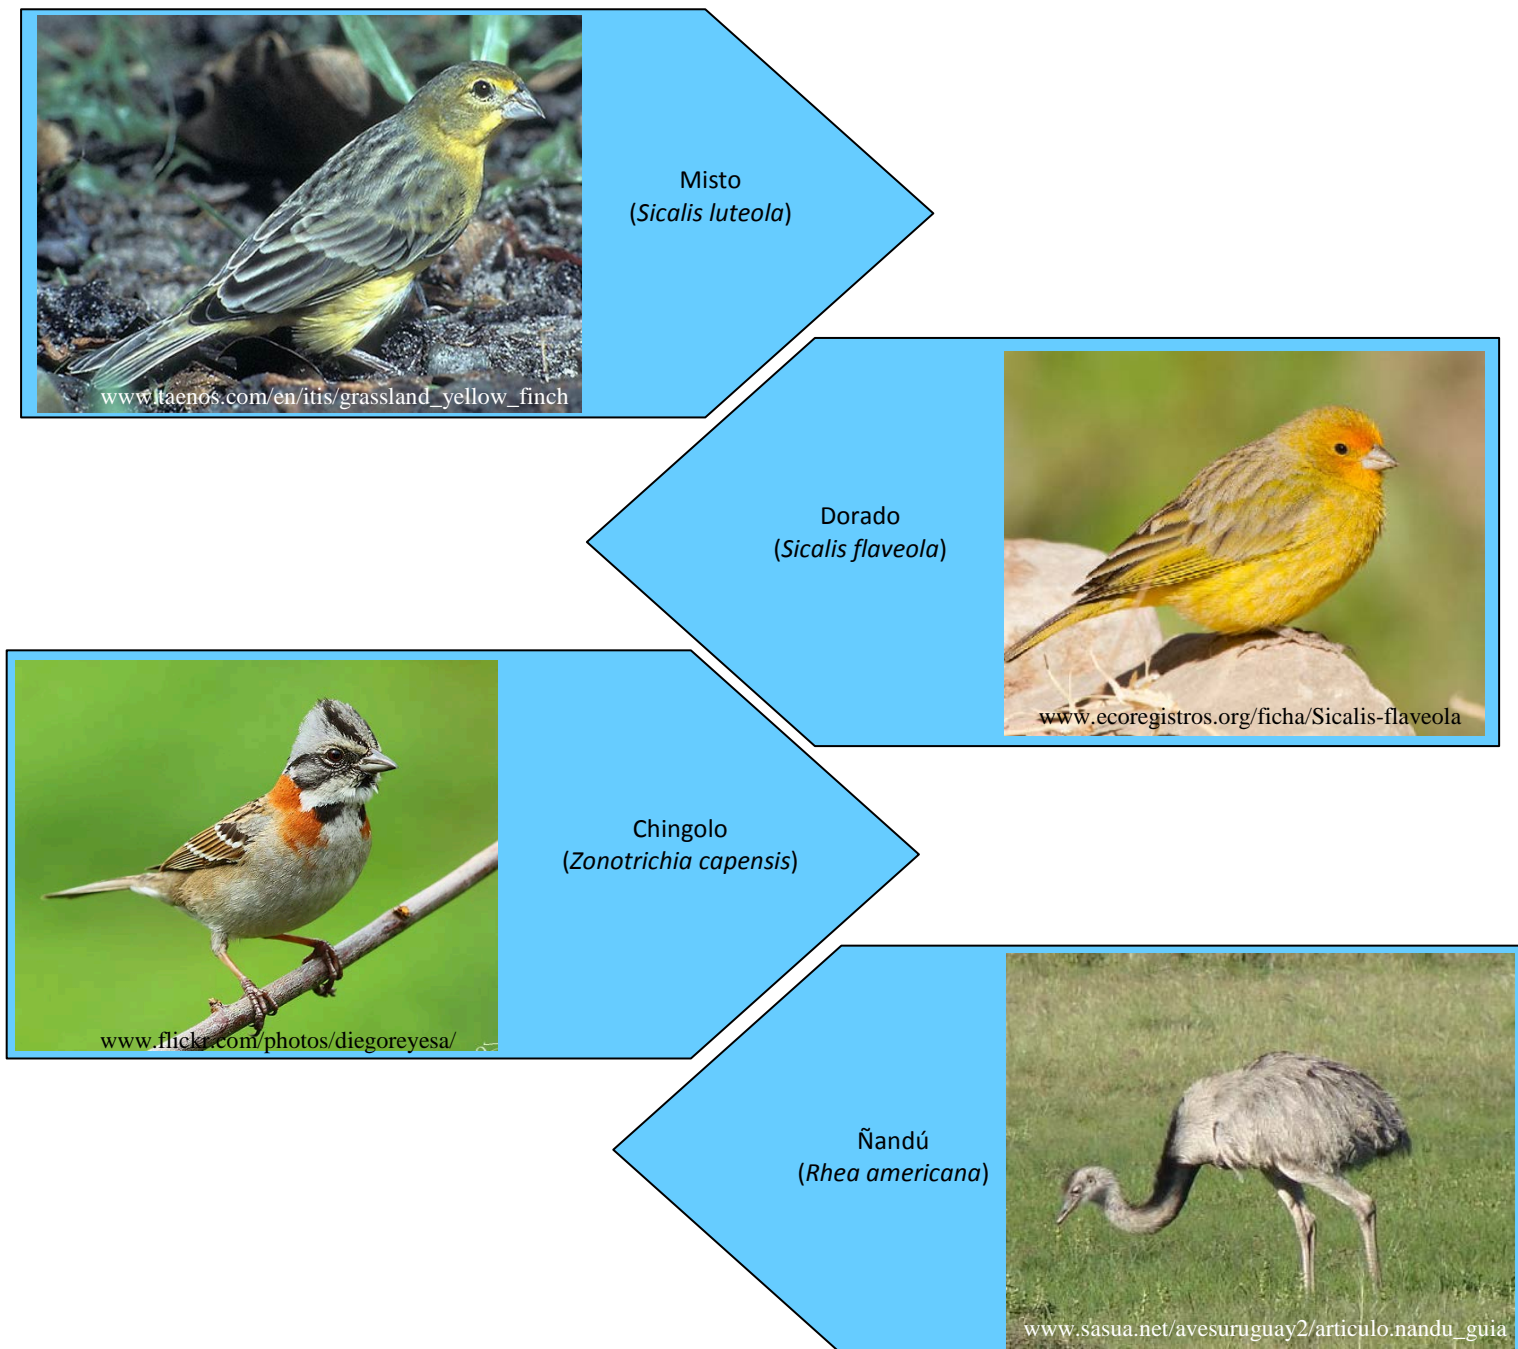 Misto
(Sicalis luteola)
www.taenos.com/en/itis/grassland_yellow_finch
Dorado
(Sicalis flaveola)
www.ecoregistros.org/ficha/Sicalis-flaveola
Chingolo
(Zonotrichia capensis)
www.flickr.com/photos/diegoreyesa/
Ñandú
(Rhea americana)
www.sasua.net/avesuruguay2/articulo.nandu_guia